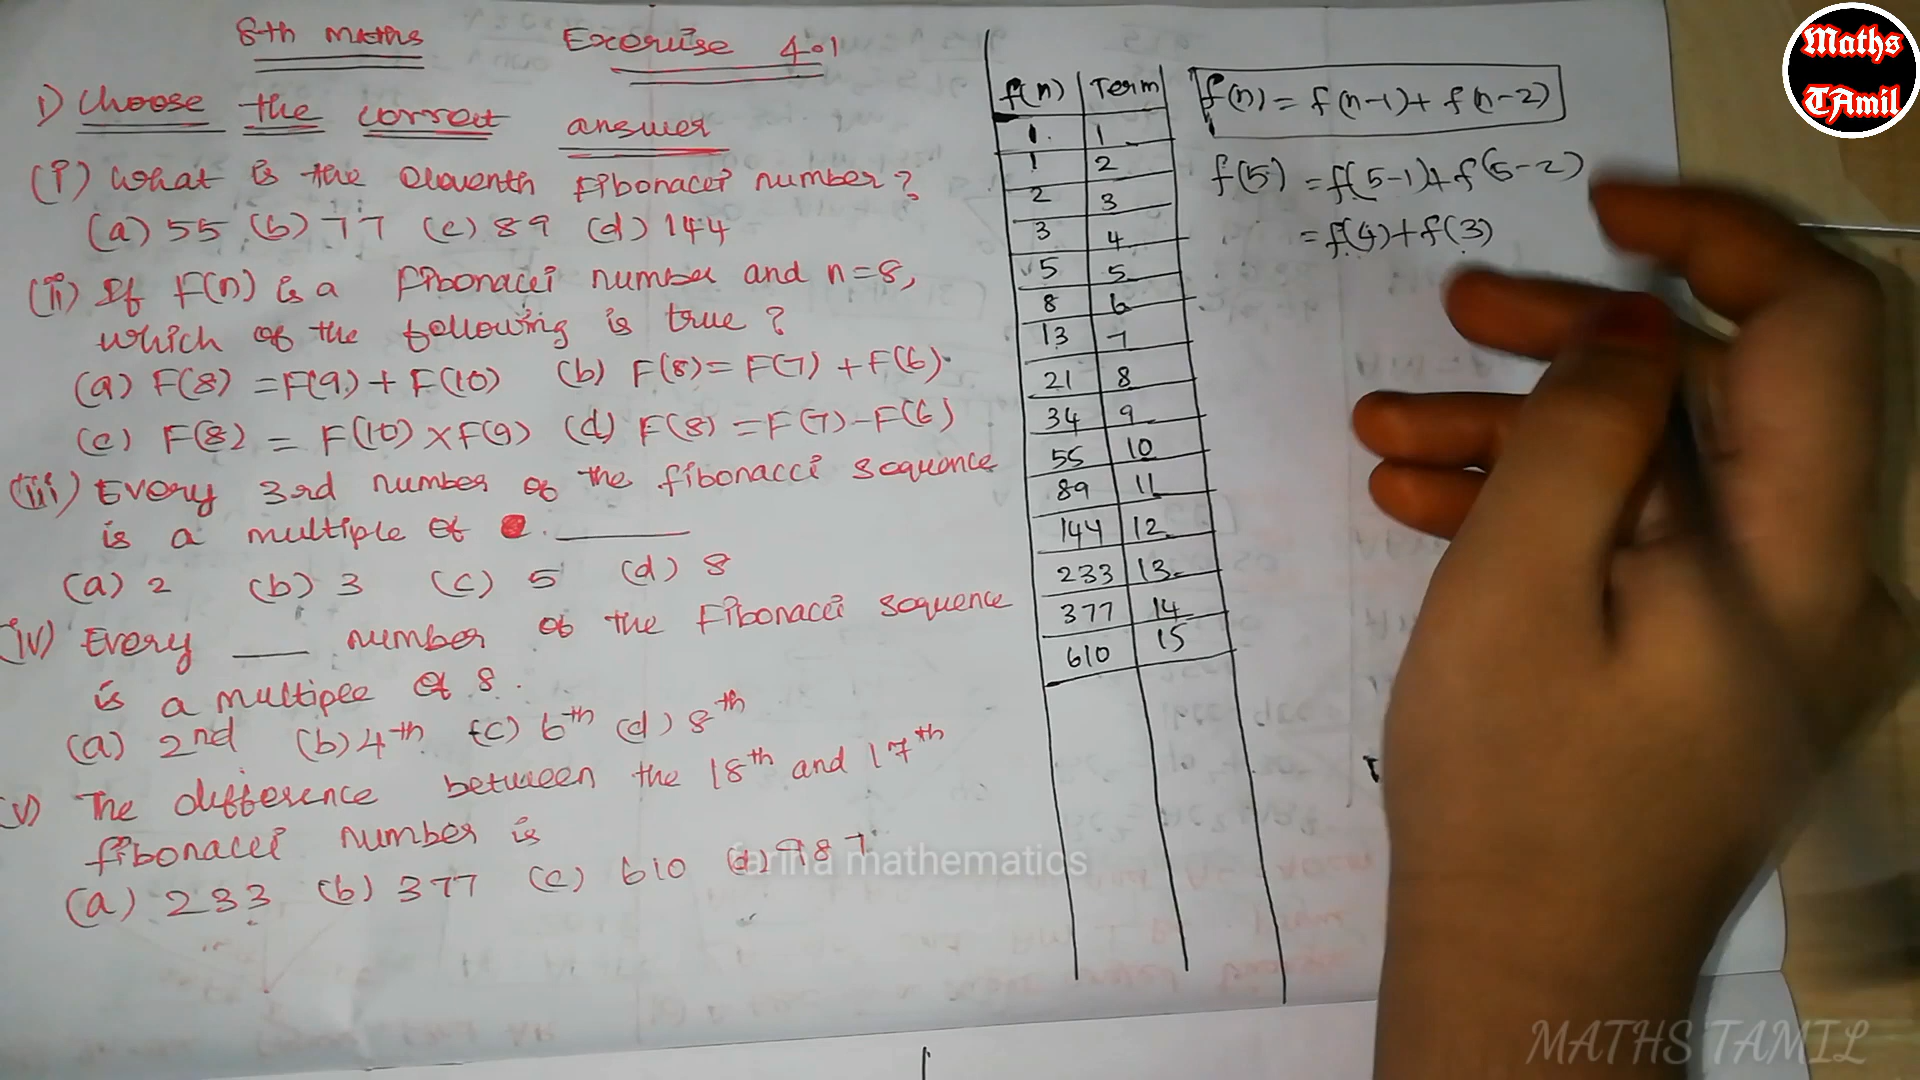 8th maths Exercise 4.1
1) Choose the correct answer
(i) What is the eleventh Fibonacci number?
(a) 55 (b) 77 (c) 89 (d) 144
(ii) If F(n) is a Fibonacci number and n=8,
which of the following is true?
(a) F(8) = F(9) + F(10) (b) F(8) = F(7) + F(6)
(c) F(8) = F(10) × F(9) (d) F(8) = F(7) - F(6)
(iii) Every 3rd number of the fibonacci sequence
is a multiple of ______
(a) 2 (b) 3 (c) 5 (d) 8
(iv) Every ___ number of the Fibonacci sequence
is a multiple of 8.
(a) 2nd (b) 4th (c) 6th (d) 8th
(v) The difference between the 18th and 17th
fibonacci number is
(a) 233 (b) 377 (c) 610 (d) 987
f(n) Term
1 1
1 2
2 3
3 4
5 5
8 6
13 7
21 8
34 9
55 10
89 11
144 12
233 13
377 14
610 15
f(n) = f(n-1) + f(n-2)
f(5) = f(5-1) + f(5-2)
= f(4) + f(3)
Maths
TAmil
farina mathematics
MATHS TAMIL